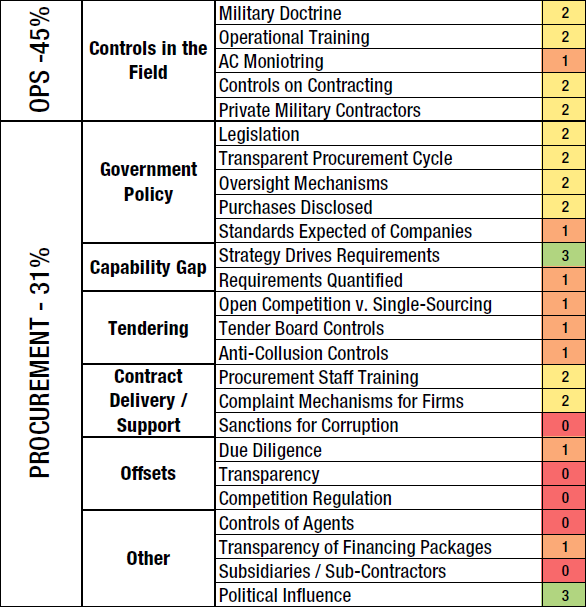 OPS -45%
Controls in the
Field
Military Doctrine 2
Operational Training 2
AC Moniotring 1
Controls on Contracting 2
Private Military Contractors 2
PROCUREMENT - 31%
Government
Policy
Legislation 2
Transparent Procurement Cycle 2
Oversight Mechanisms 2
Purchases Disclosed 2
Standards Expected of Companies 1
Capability Gap
Strategy Drives Requirements 3
Requirements Quantified 1
Tendering
Open Competition v. Single-Sourcing 1
Tender Board Controls 1
Anti-Collusion Controls 1
Contract
Delivery /
Support
Procurement Staff Training 2
Complaint Mechanisms for Firms 2
Sanctions for Corruption 0
Offsets
Due Diligence 1
Transparency 0
Competition Regulation 0
Other
Controls of Agents 0
Transparency of Financing Packages 1
Subsidiaries / Sub-Contractors 0
Political Influence 3